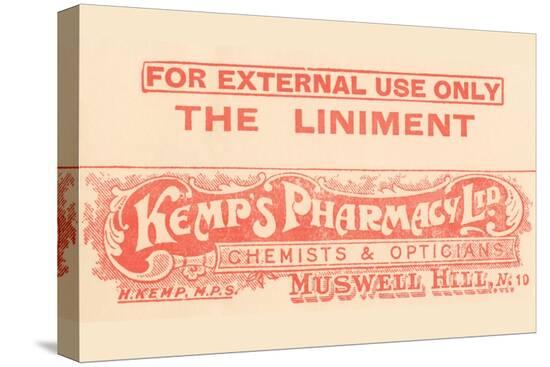 FOR EXTERNAL USE ONLY
THE LINIMENT
KEMP'S PHARMACY LTD
CHEMISTS & OPTICIANS
H. KEMP, M.P.S.
MUSWELL HILL, N. 10